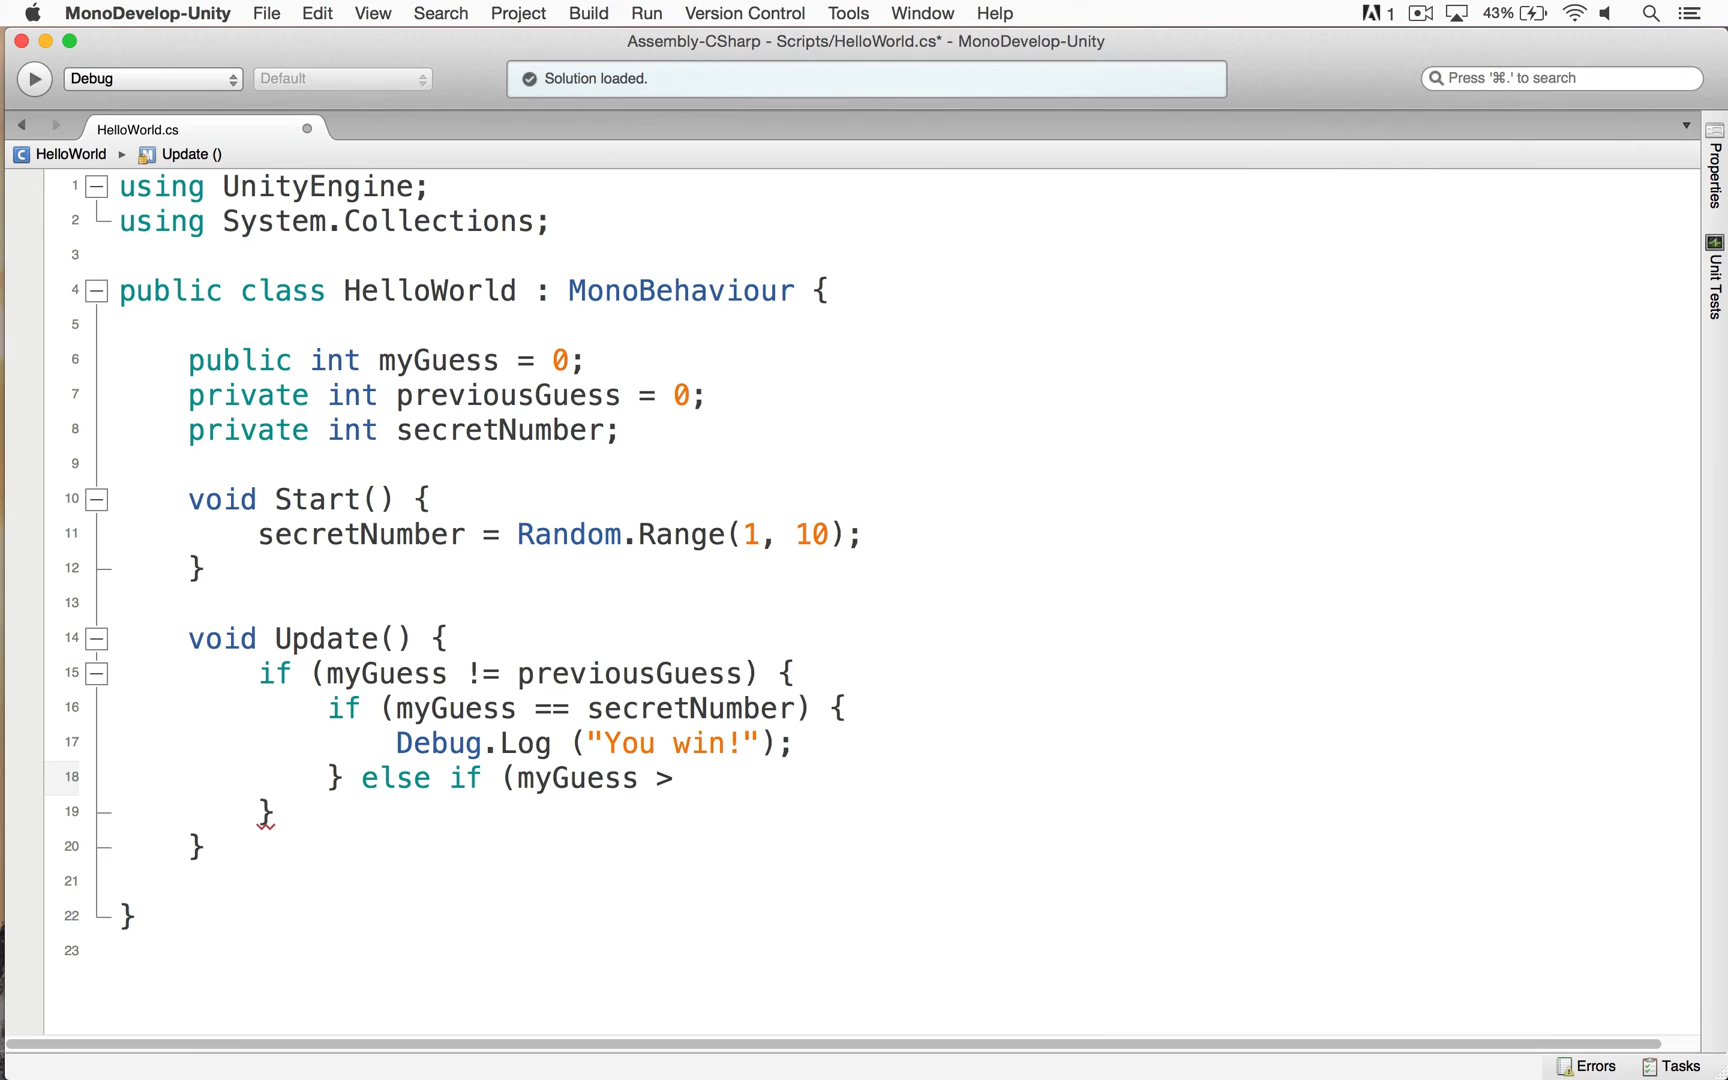 MonoDevelop-Unity File Edit View Search Project Build Run Version Control Tools Window Help 1 43%
Assembly-CSharp - Scripts/HelloWorld.cs* - MonoDevelop-Unity
Debug Default Solution loaded. Press '⌘.' to search
HelloWorld.cs
HelloWorld ▸ Update ()
1 using UnityEngine;
2 using System.Collections;
3
4 public class HelloWorld : MonoBehaviour {
5
6 public int myGuess = 0;
7 private int previousGuess = 0;
8 private int secretNumber;
9
10 void Start() {
11 secretNumber = Random.Range(1, 10);
12 }
13
14 void Update() {
15 if (myGuess != previousGuess) {
16 if (myGuess == secretNumber) {
17 Debug.Log ("You win!");
18 } else if (myGuess >
19 }
20 }
21
22 }
23
Properties
Unit Tests
Errors Tasks